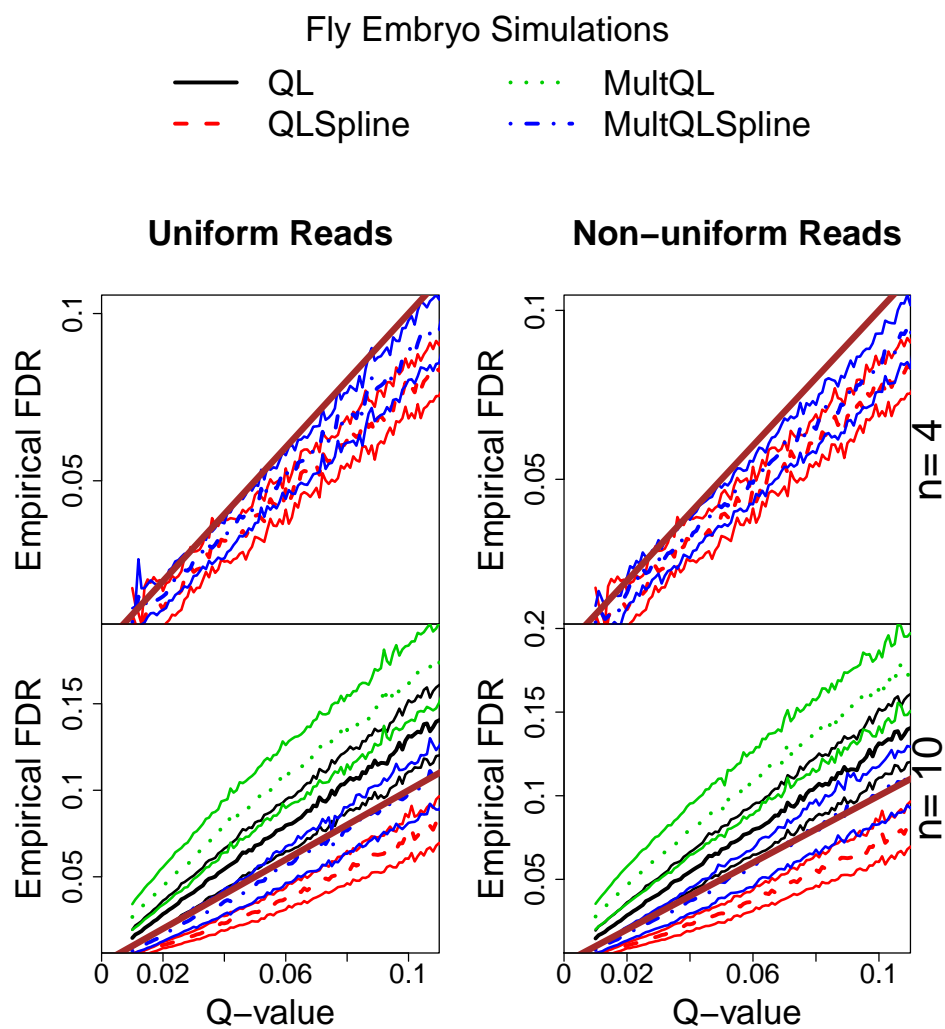 Fly Embryo Simulations
QL
MultQL
QLSpline
MultQLSpline
Uniform Reads
Non−uniform Reads
Empirical FDR
0.05
0.1
Empirical FDR
0.05
0.1
n= 4
Empirical FDR
0.05
0.1
0.15
Empirical FDR
0.05
0.1
0.15
0.2
n= 10
0
0.02
0.06
0.1
0
0.02
0.06
0.1
Q−value
Q−value